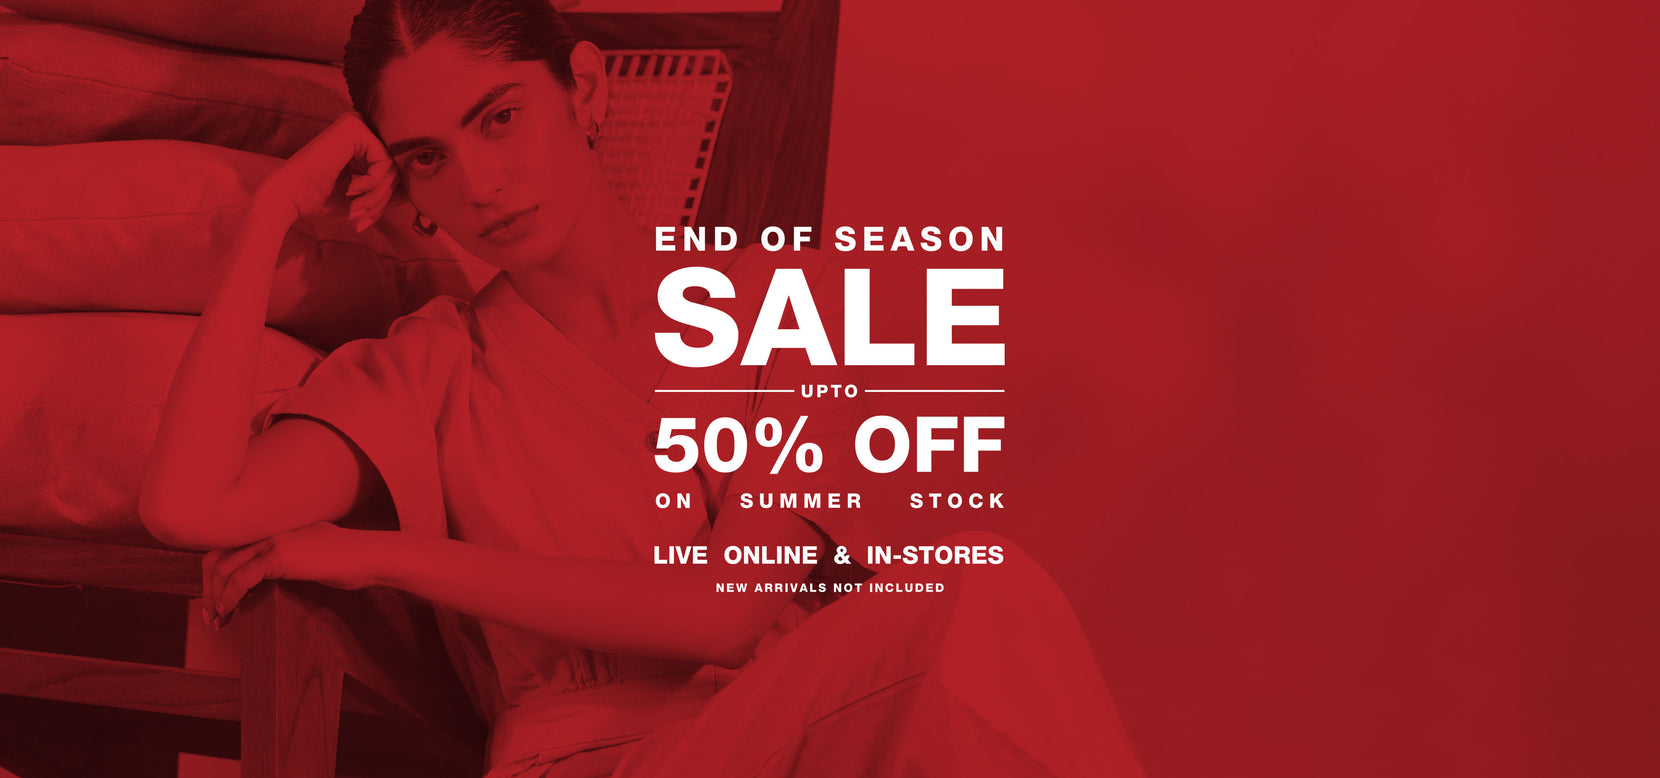 END OF SEASON
SALE
UPTO
50% OFF
ON SUMMER STOCK
LIVE ONLINE & IN-STORES
NEW ARRIVALS NOT INCLUDED